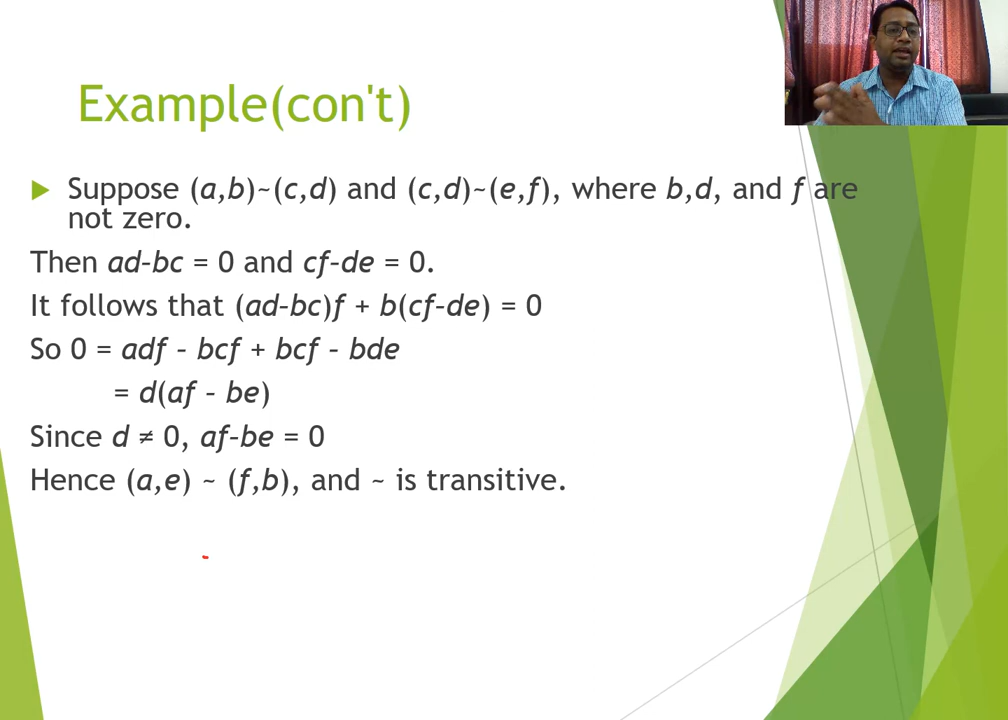 Example(con't)
Suppose (a,b)~(c,d) and (c,d)~(e,f), where b,d, and f are
not zero.
Then ad–bc = 0 and cf–de = 0.
It follows that (ad–bc)f + b(cf–de) = 0
So 0 = adf – bcf + bcf – bde
= d(af – be)
Since d ≠ 0, af–be = 0
Hence (a,e) ~ (f,b), and ~ is transitive.